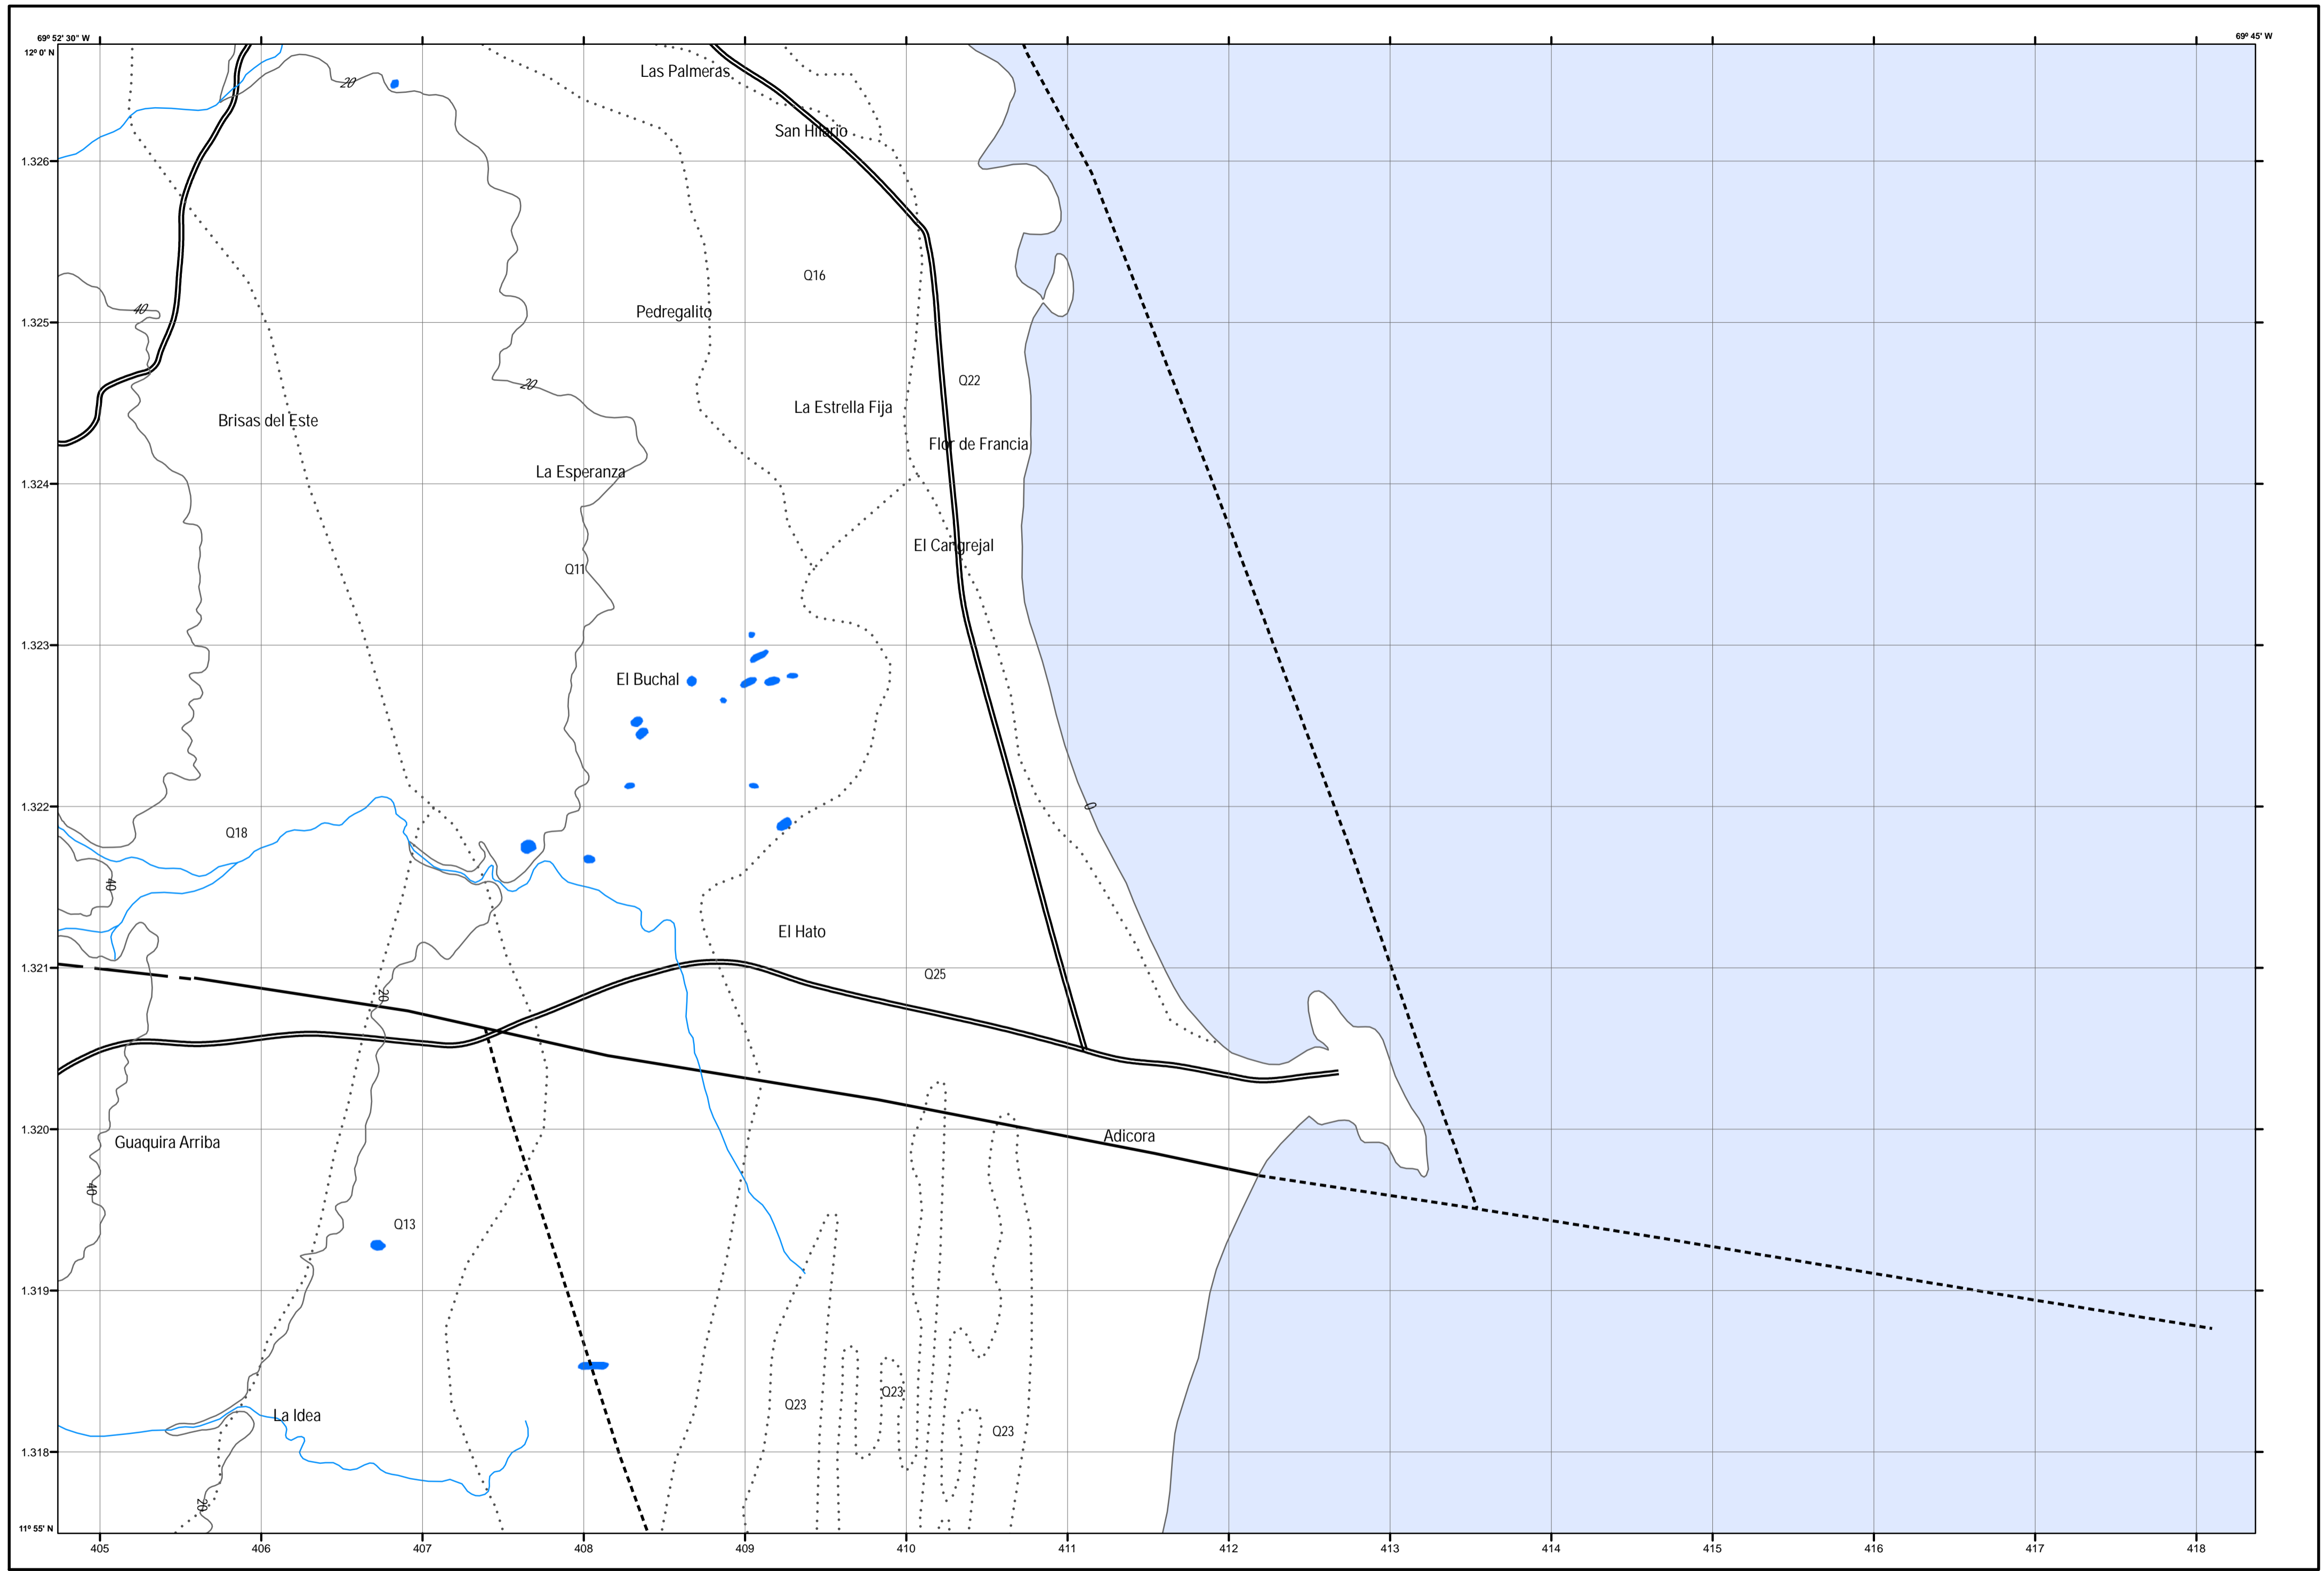 69º 52' 30" W
69º 45' W
12º 0' N
Las Palmeras
20
San Hilario
1.326
Q16
40
Pedregalito
1.325
Q22
20
La Estrella Fija
Brisas del Este
Flor de Francia
La Esperanza
1.324
El Cangrejal
Q11
1.323
El Buchal
0
1.322
Q18
40
El Hato
1.321
Q25
20
1.320
Adicora
Guaquira Arriba
40
Q13
1.319
Q23
Q23
La Idea
Q23
1.318
20
11º 55' N
405 406 407 408 409 410 411 412 413 414 415 416 417 418